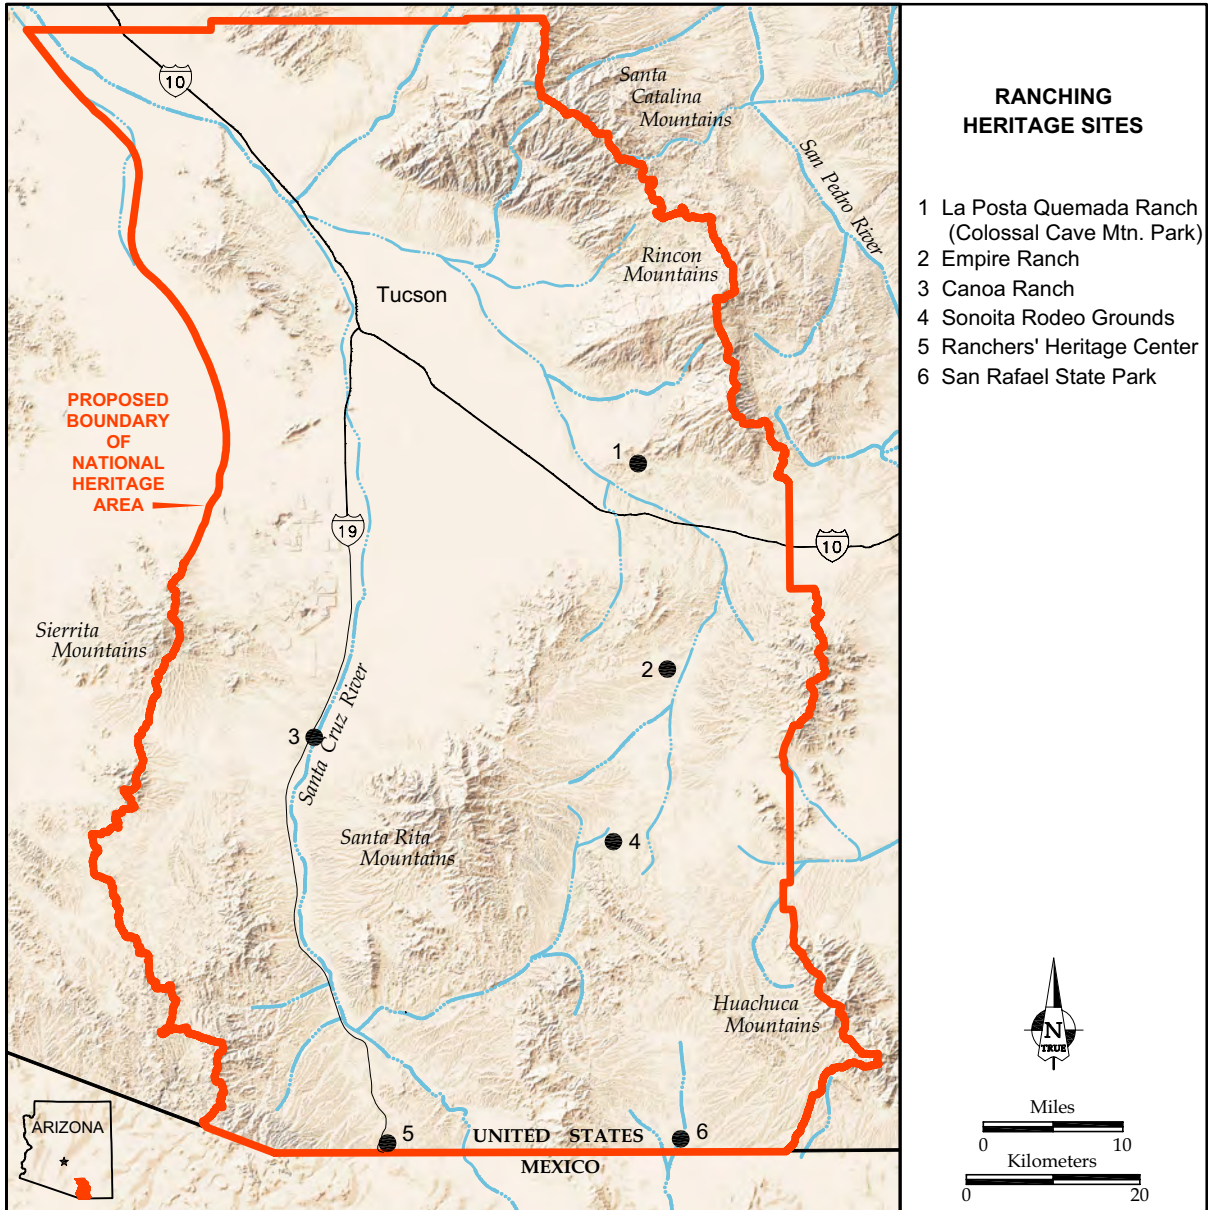 RANCHING
HERITAGE SITES
1 La Posta Quemada Ranch
(Colossal Cave Mtn. Park)
2 Empire Ranch
3 Canoa Ranch
4 Sonoita Rodeo Grounds
5 Ranchers' Heritage Center
6 San Rafael State Park
10
Santa
Catalina
Mountains
San Pedro River
Rincon
Mountains
Tucson
PROPOSED
BOUNDARY
OF
NATIONAL
HERITAGE
AREA
1
19
10
Sierrita
Mountains
2
3
Santa Cruz River
Santa Rita
Mountains
4
Huachuca
Mountains
5
UNITED STATES
6
MEXICO
ARIZONA
N
TRUE
Miles
0 10
Kilometers
0 20